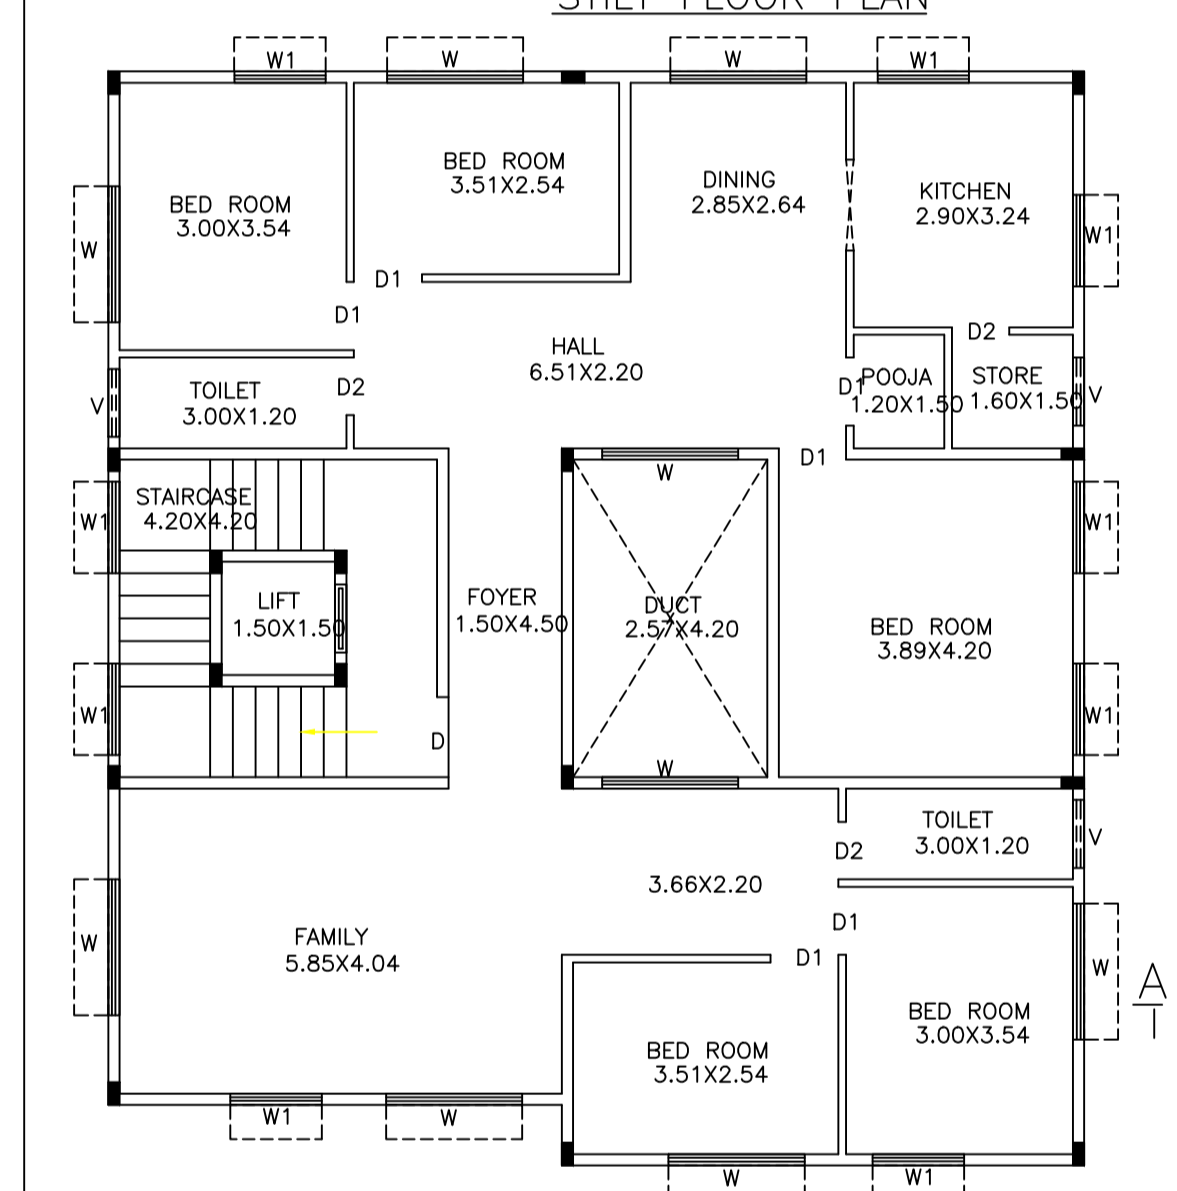 STILT FLOOR PLAN
W1
W
W
W1
BED ROOM
3.00X3.54
BED ROOM
3.51X2.54
DINING
2.85X2.64
KITCHEN
2.90X3.24
W
W1
D1
D1
D2
HALL
6.51X2.20
TOILET
3.00X1.20
D2
D1
POOJA
1.20X1.50
STORE
1.60X1.50
V
V
D1
W
STAIRCASE
4.20X4.20
W1
W1
LIFT
1.50X1.50
FOYER
1.50X4.50
DUCT
2.57X4.20
BED ROOM
3.89X4.20
W1
W1
D
W
TOILET
3.00X1.20
V
D2
3.66X2.20
FAMILY
5.85X4.04
W
D1
D1
W
A
BED ROOM
3.00X3.54
BED ROOM
3.51X2.54
W1
W
W
W1